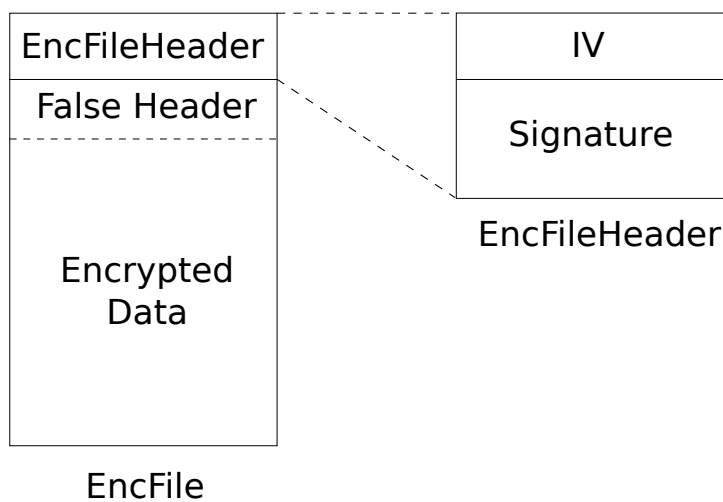 EncFileHeader
False Header
Encrypted
Data
EncFile
IV
Signature
EncFileHeader